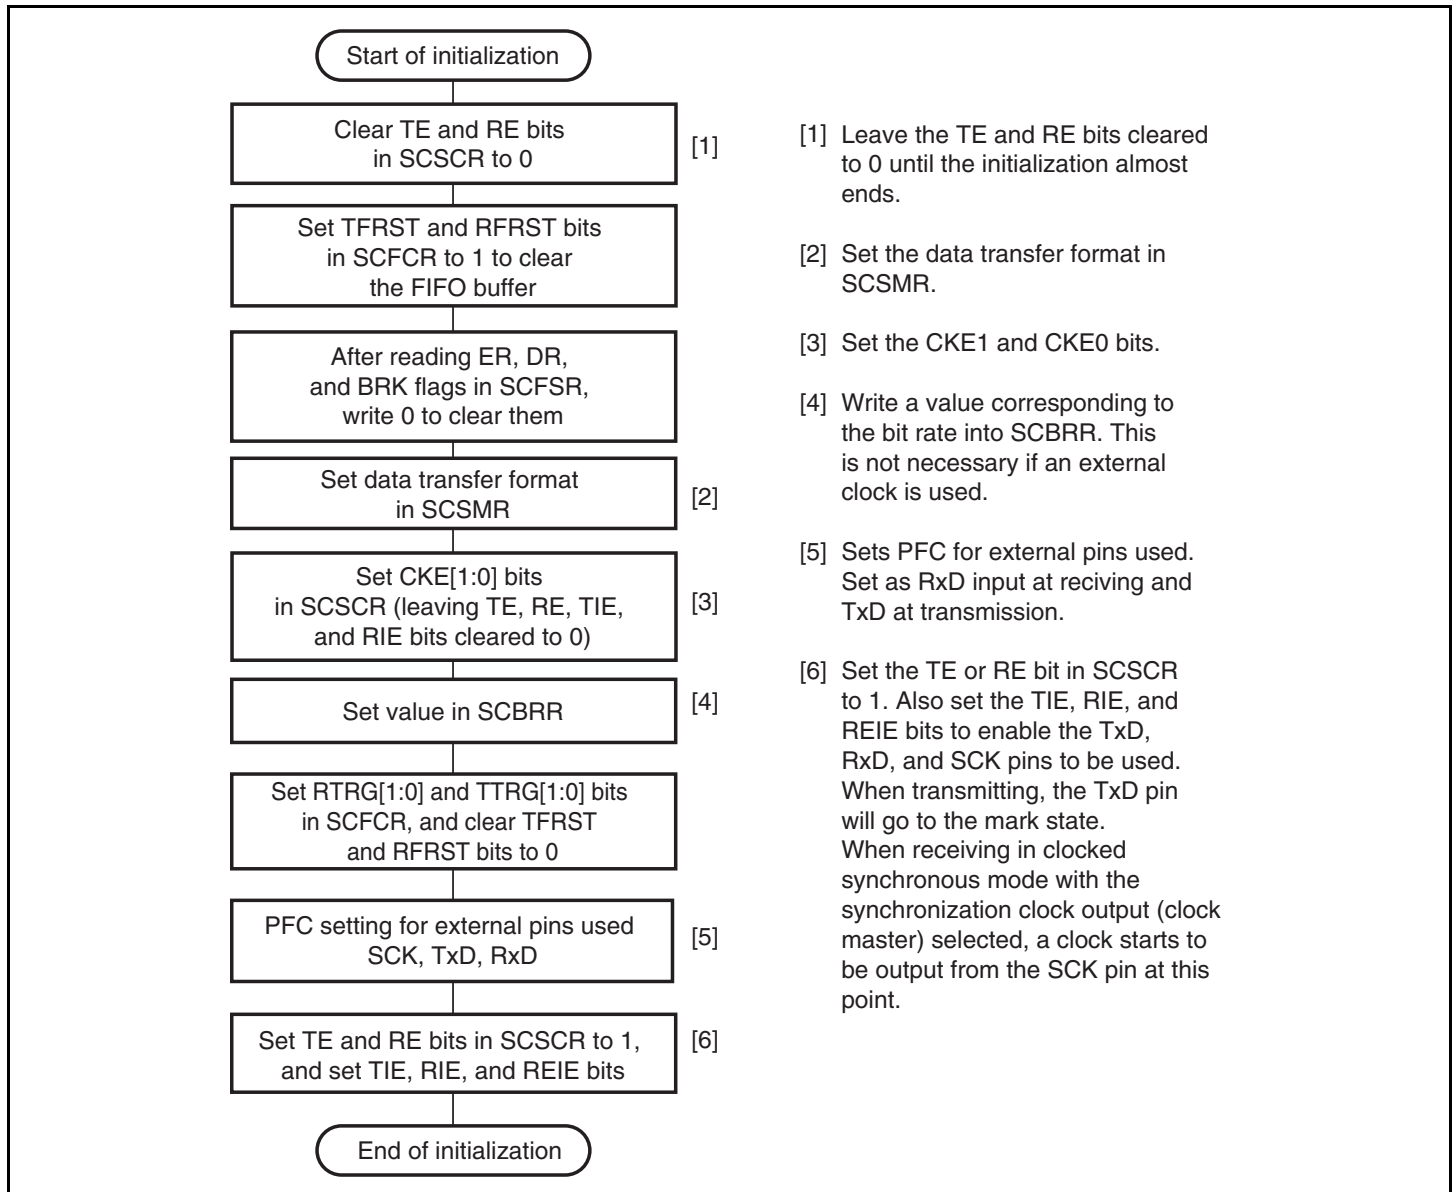 Start of initialization
Clear TE and RE bits
in SCSCR to 0
[1]
Set TFRST and RFRST bits
in SCFCR to 1 to clear
the FIFO buffer
After reading ER, DR,
and BRK flags in SCFSR,
write 0 to clear them
Set data transfer format
in SCSMR
[2]
Set CKE[1:0] bits
in SCSCR (leaving TE, RE, TIE,
and RIE bits cleared to 0)
[3]
Set value in SCBRR
[4]
Set RTRG[1:0] and TTRG[1:0] bits
in SCFCR, and clear TFRST
and RFRST bits to 0
PFC setting for external pins used
SCK, TxD, RxD
[5]
Set TE and RE bits in SCSCR to 1,
and set TIE, RIE, and REIE bits
[6]
End of initialization
[1] Leave the TE and RE bits cleared
to 0 until the initialization almost
ends.
[2] Set the data transfer format in
SCSMR.
[3] Set the CKE1 and CKE0 bits.
[4] Write a value corresponding to
the bit rate into SCBRR. This
is not necessary if an external
clock is used.
[5] Sets PFC for external pins used.
Set as RxD input at reciving and
TxD at transmission.
[6] Set the TE or RE bit in SCSCR
to 1. Also set the TIE, RIE, and
REIE bits to enable the TxD,
RxD, and SCK pins to be used.
When transmitting, the TxD pin
will go to the mark state.
When receiving in clocked
synchronous mode with the
synchronization clock output (clock
master) selected, a clock starts to
be output from the SCK pin at this
point.